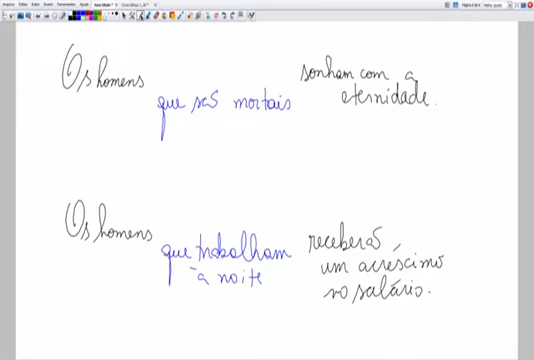 Os homens
que são mortais
sonham com a
eternidade.
Os homens
que trabalham
à noite
receberão
um acréscimo
no salário.